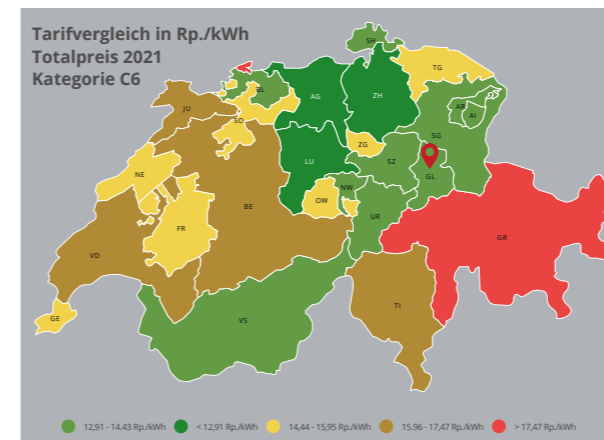 Tarifvergleich in Rp./kWh
Totalpreis 2021
Kategorie C6
SH
TG
BL
AG
ZH
JU
SO
AR
AI
SG
ZG
LU
SZ
GL
NE
NW
OW
BE
UR
FR
GR
VD
TI
GE
VS
12,91 - 14.43 Rp./kWh
< 12,91 Rp./kWh
14,44 - 15,95 Rp./kWh
15.96 - 17,47 Rp./kWh
> 17,47 Rp./kWh